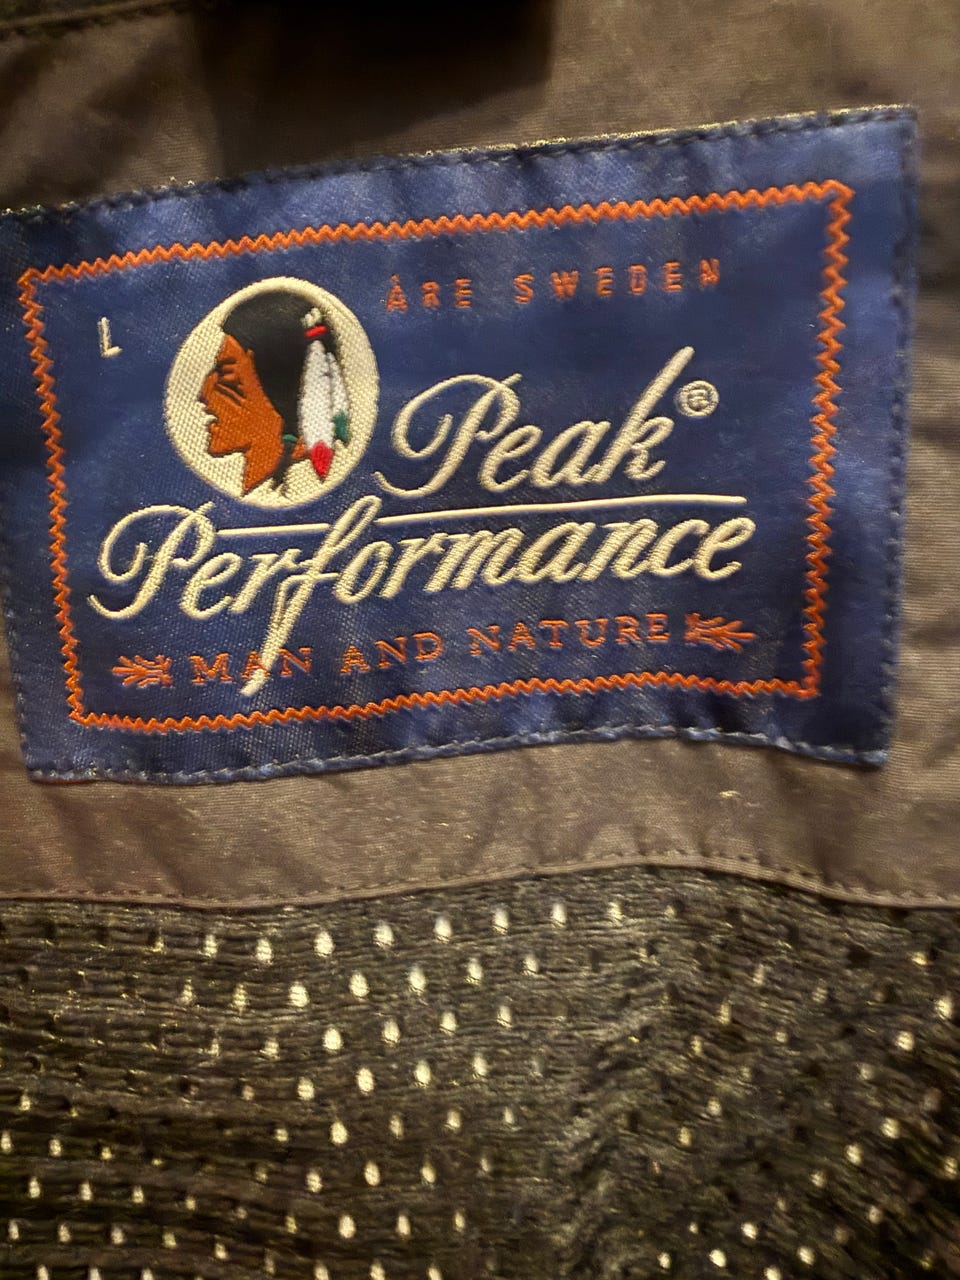 ÅRE SWEDEN
L
Peak®
Performance
MAN AND NATURE